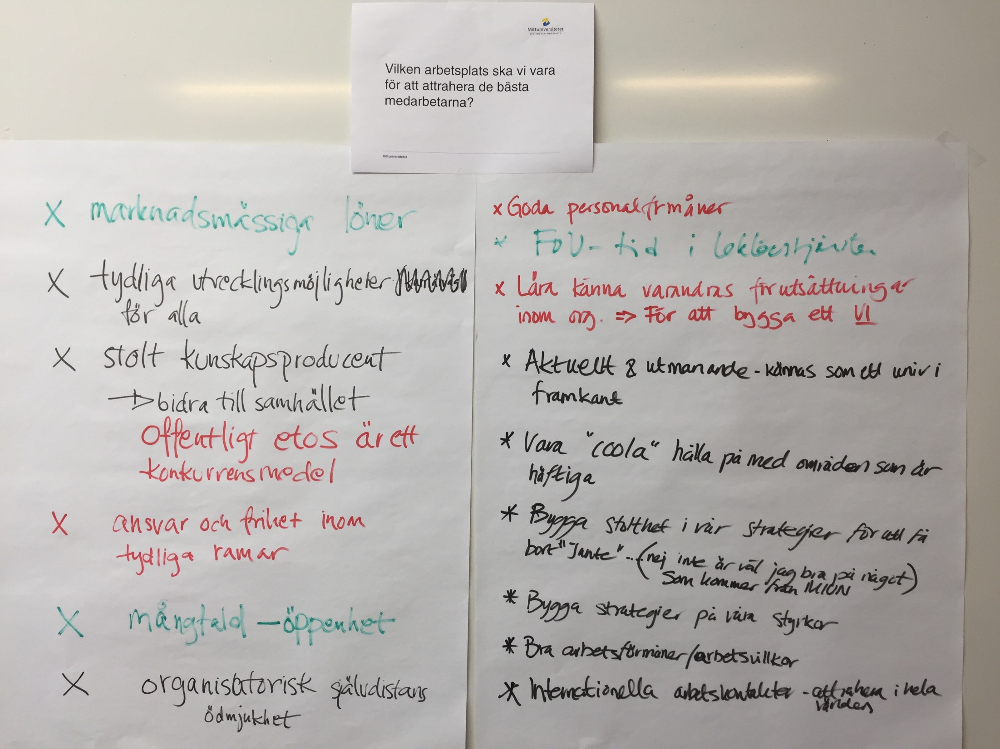 Mittuniversitetet
MID SWEDEN UNIVERSITY
Vilken arbetsplats ska vi vara
för att attrahera de bästa
medarbetarna?
Mittuniversitetet
X marknadsmässiga löner
X tydliga utvecklingsmöjligheter
för alla
X stolt kunskapsproducent
→ bidra till samhället
Offentligt etos är ett
konkurrensmedel
X ansvar och frihet inom
tydliga ramar
X mångfald – öppenhet
X organisatorisk självdistans
ödmjukhet
x Goda personalfrmåner
* FoU - tid i
x Lära känna varandras förutsättningar
inom org. => För att bygga ett VI
x Aktuellt & utmanande - kännas som ett univ i
framkant
* Vara "coola" hålla på med områden som är
häftiga
* Bygga stolthet i vår strategier för att få
bort "Jante" ... (nej inte är väl jag bra på något)
Som kommer från MIUN
* Bygga strategier på våra styrkor
* Bra arbetsförmåner/arbetsvillkor
* Internationella arbetskontakter - attrahera i hela
världen